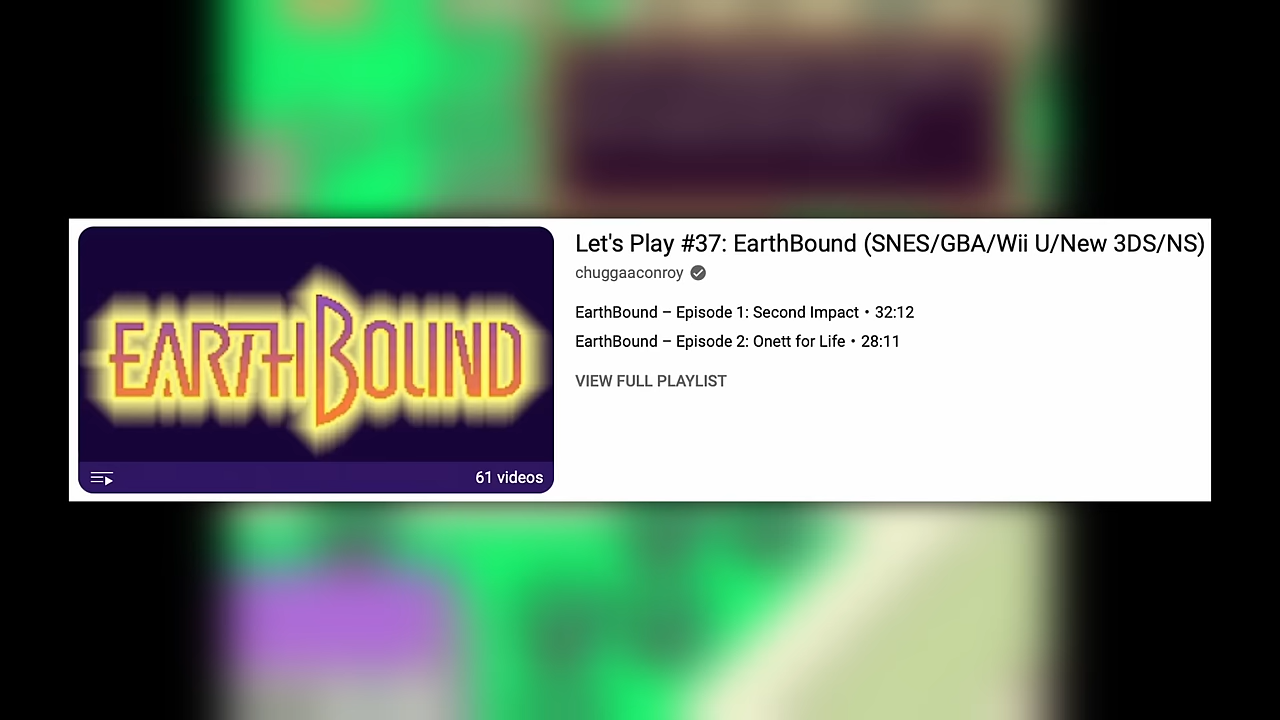 EARTHBOUND
61 videos
Let's Play #37: EarthBound (SNES/GBA/Wii U/New 3DS/NS)
chuggaaconroy
EarthBound – Episode 1: Second Impact • 32:12
EarthBound – Episode 2: Onett for Life • 28:11
VIEW FULL PLAYLIST